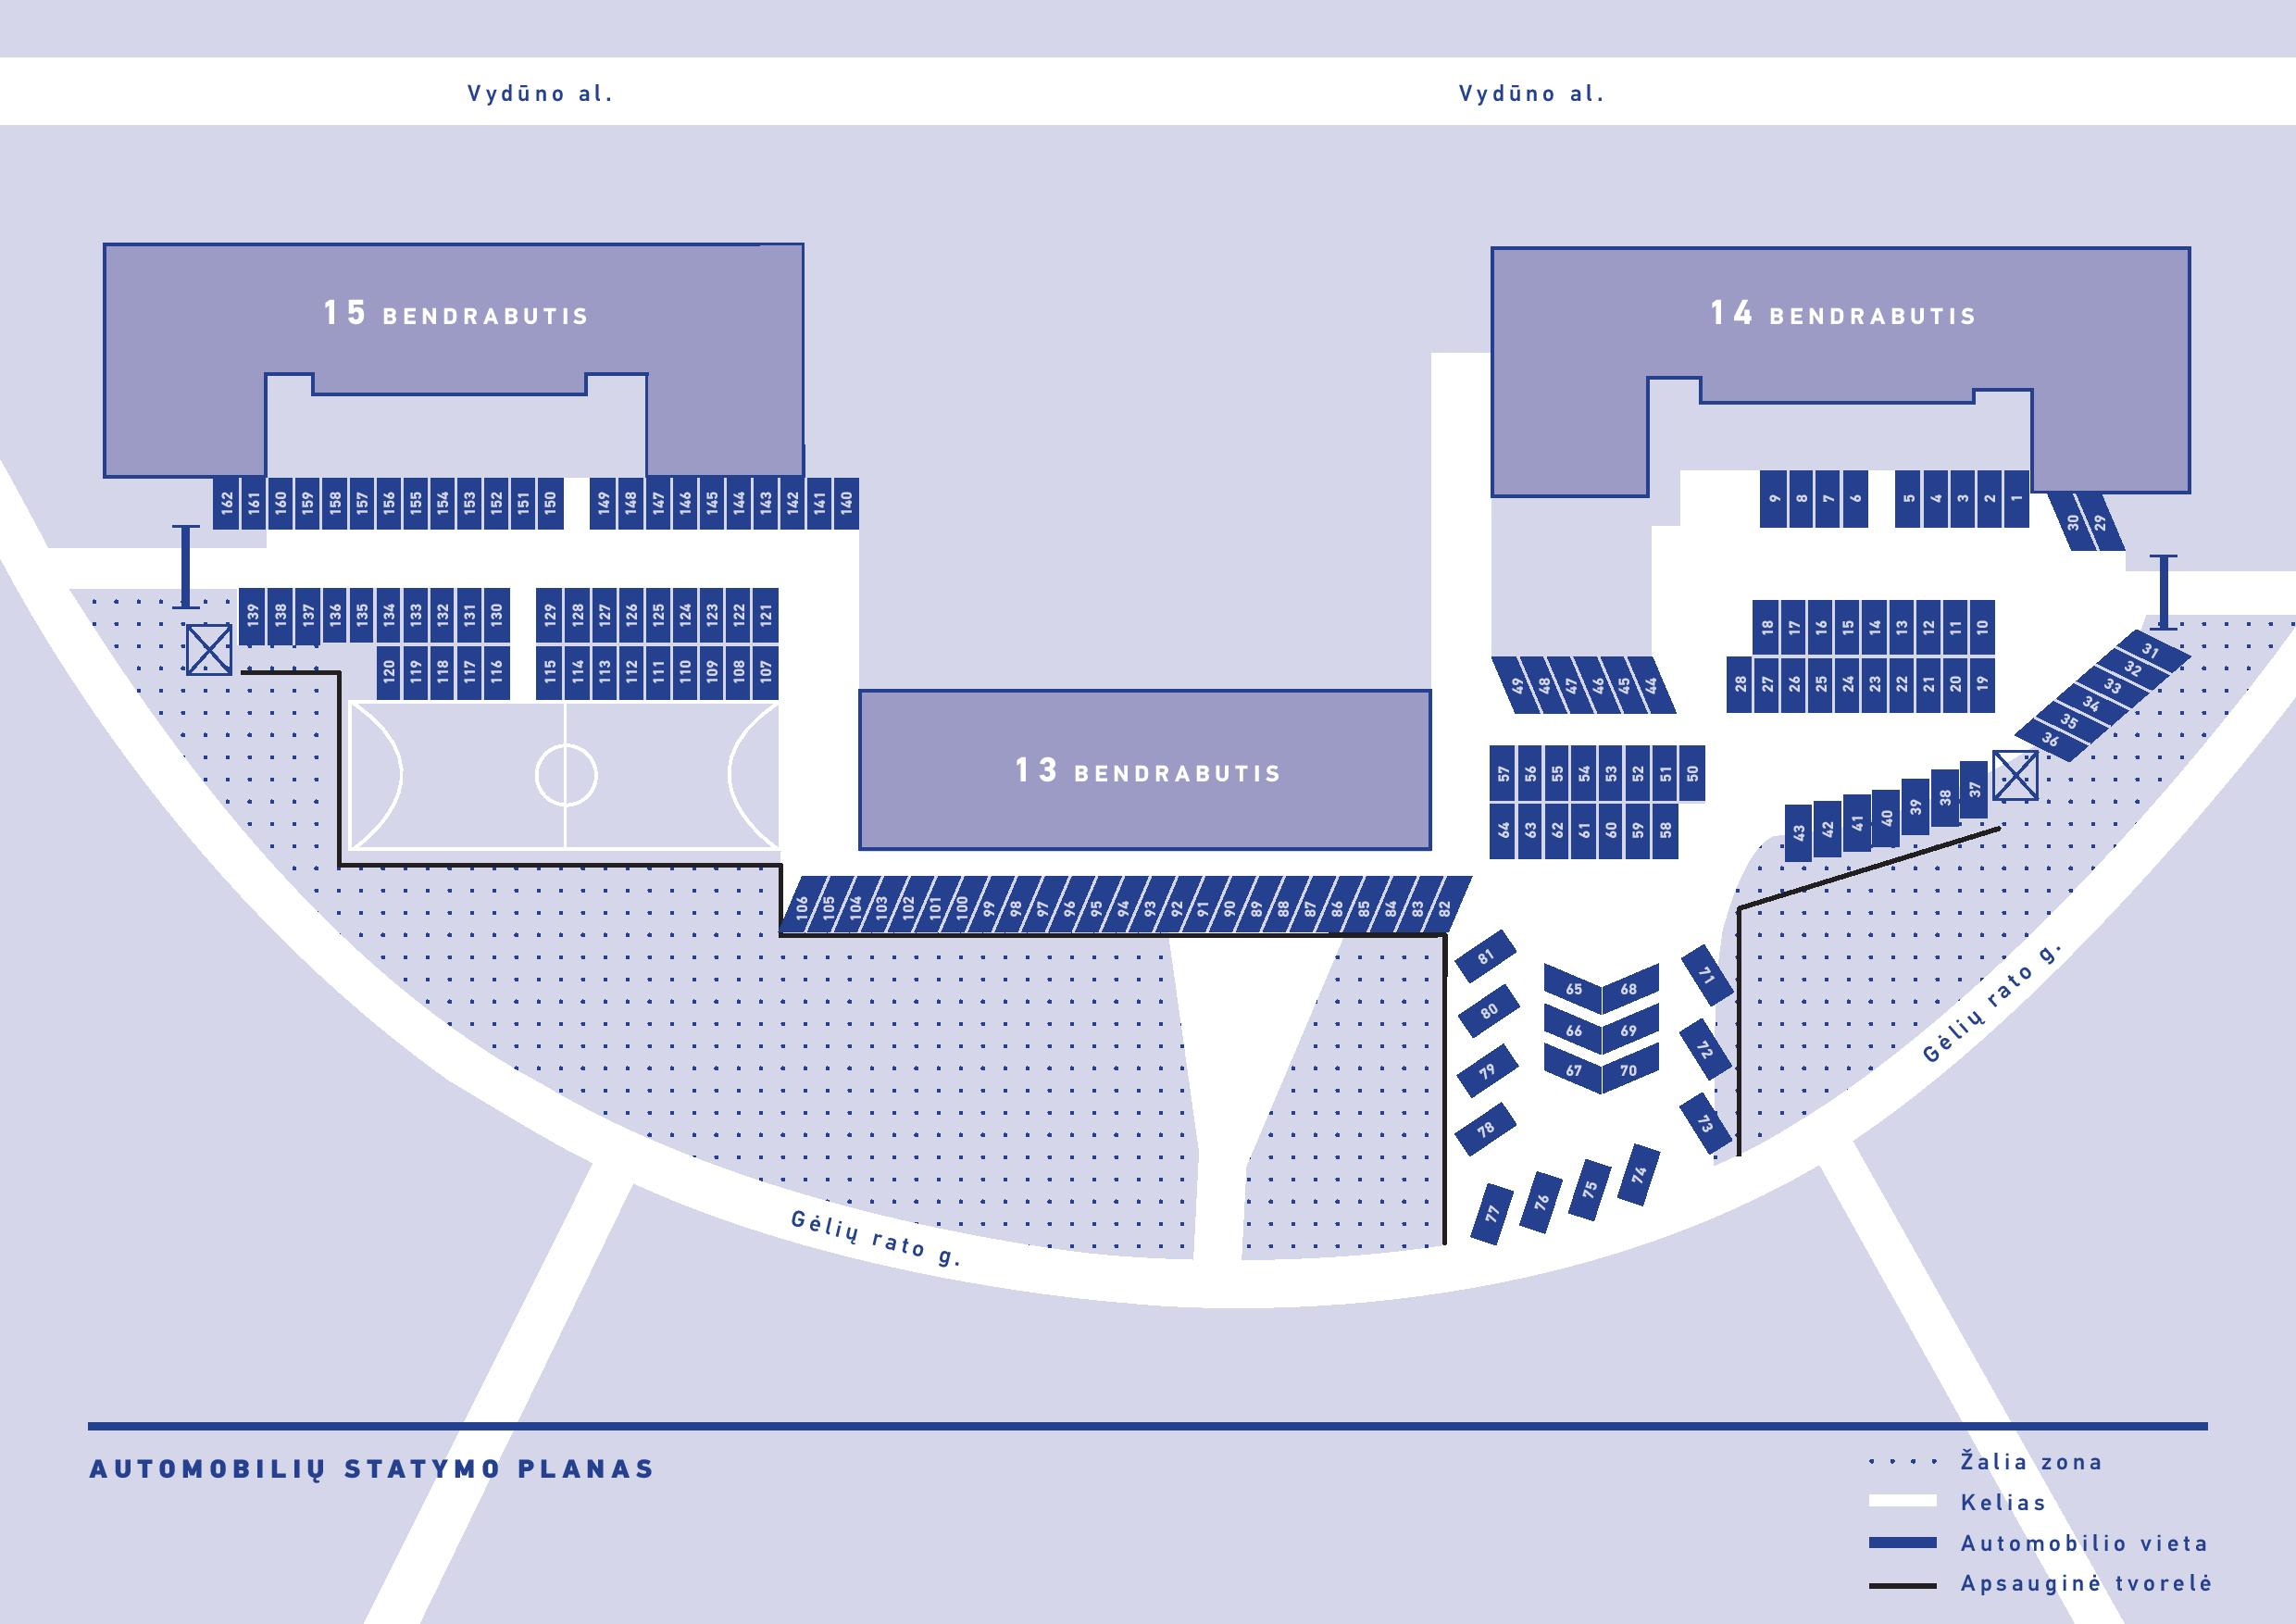 Vydūno al.
Vydūno al.
15 BENDRABUTIS
14 BENDRABUTIS
162 161 160 159 158 157 156 155 154 153 152 151 150 149 148 147 146 145 144 143 142 141 140
9 8 7 6 5 4 3 2 1
30 29
139 138 137 136 135 134 133 132 131 130 129 128 127 126 125 124 123 122 121
120 119 118 117 116 115 114 113 112 111 110 109 108 107
18 17 16 15 14 13 12 11 10
28 27 26 25 24 23 22 21 20 19
31
32
33
34
35
36
49 48 47 46 45 44
13 BENDRABUTIS
57 56 55 54 53 52 51 50
64 63 62 61 60 59 58
43 42 41 40 39 38 37
106 105 104 103 102 101 100 99 98 97 96 95 94 93 92 91 90 89 88 87 86 85 84 83 82
81
80
79
78
65 68
66 69
67 70
71
72
73
77 76 75 74
Gėlių rato g.
Gėlių rato g.
AUTOMOBILIŲ STATYMO PLANAS
Žalia zona
Kelias
Automobilio vieta
Apsauginė tvorelė